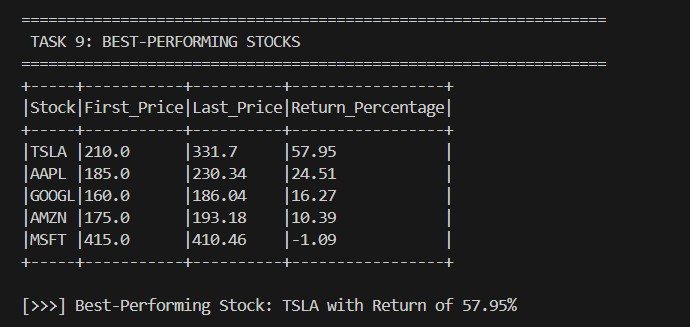 =================================================================
TASK 9: BEST-PERFORMING STOCKS
=================================================================
+-----+-----------+----------+-----------------+
|Stock|First_Price|Last_Price|Return_Percentage|
+-----+-----------+----------+-----------------+
|TSLA |210.0      |331.7     |57.95            |
|AAPL |185.0      |230.34    |24.51            |
|GOOGL|160.0      |186.04    |16.27            |
|AMZN |175.0      |193.18    |10.39            |
|MSFT |415.0      |410.46    |-1.09            |
+-----+-----------+----------+-----------------+
[>>>] Best-Performing Stock: TSLA with Return of 57.95%